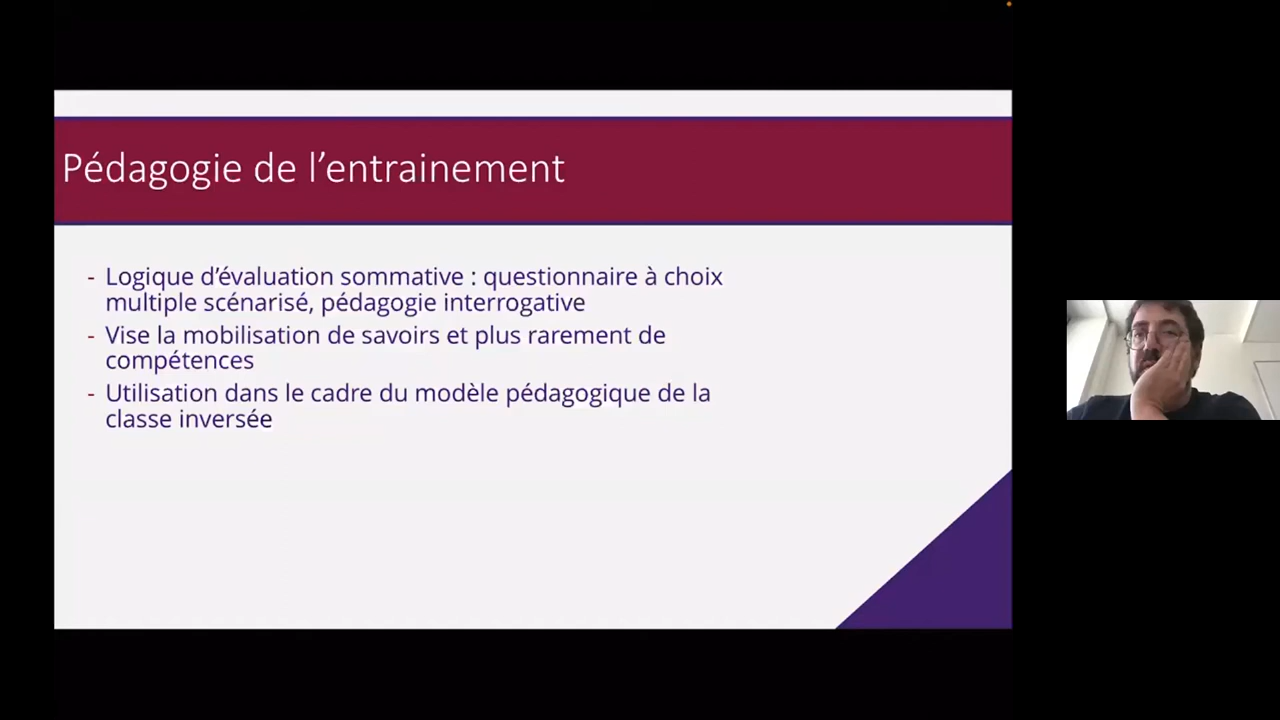 Pédagogie de l’entrainement
- Logique d’évaluation sommative : questionnaire à choix
multiple scénarisé, pédagogie interrogative
- Vise la mobilisation de savoirs et plus rarement de
compétences
- Utilisation dans le cadre du modèle pédagogique de la
classe inversée